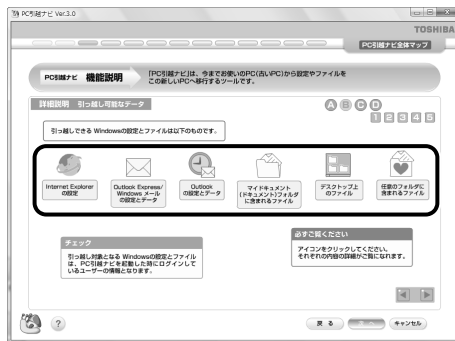 PC引越ナビ Ver.3.0
TOSHIBA
PC引越ナビ全体マップ
PC引越ナビ 機能説明
「PC引越ナビ」は、今までお使いのPC(古いPC)から設定やファイルを
この新しいPCへ移行するツールです。
詳細説明 引っ越し可能なデータ
A B C D
1 2 3 4 5
引っ越しできる Windowsの設定とファイルは以下のものです。
Internet Explorer
の設定
Outlook Express/
Windows メール
の設定とデータ
Outlook
の設定とデータ
マイドキュメント
(ドキュメント)フォルダ
に含まれるファイル
デスクトップ上
のファイル
任意のフォルダに
含まれるファイル
チェック
引っ越し対象となる Windowsの設定とファイル
は、PC引越ナビを起動した時にログインして
いるユーザーの情報となります。
必ずご覧ください
アイコンをクリックしてください。
それぞれの内容の詳細がご覧になれます。
?
戻 る
次 へ
キャンセル